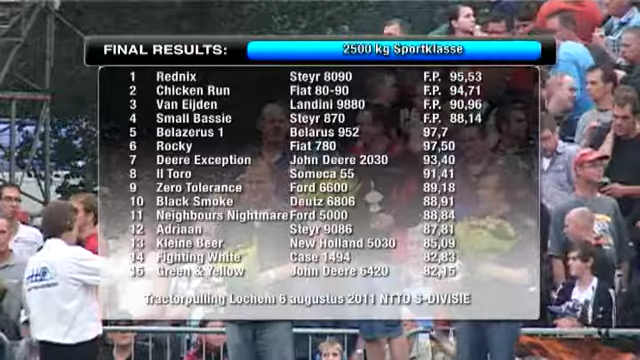 FINAL RESULTS: 2500 kg Sportklasse
1 Rednix Steyr 8090 F.P. 95,53
2 Chicken Run Fiat 80-90 F.P. 94,71
3 Van Eijden Landini 9880 F.P. 90,96
4 Small Bassie Steyr 870 F.P. 88,14
5 Belazerus 1 Belarus 952 97,7
6 Rocky Fiat 780 97,50
7 Deere Exception John Deere 2030 93,40
8 Il Toro Someca 55 91,41
9 Zero Tolerance Ford 6600 89,18
10 Black Smoke Deutz 6806 88,91
11 Neighbours Nightmare Ford 5000 88,84
12 Adriaan Steyr 9086 87,81
13 Kleine Beer New Holland 5030 85,09
14 Fighting White Case 1494 82,83
15 Green & Yellow John Deere 6420 82,15
Tractorpulling Lochem 6 augustus 2011 NTTO S-DIVISIE